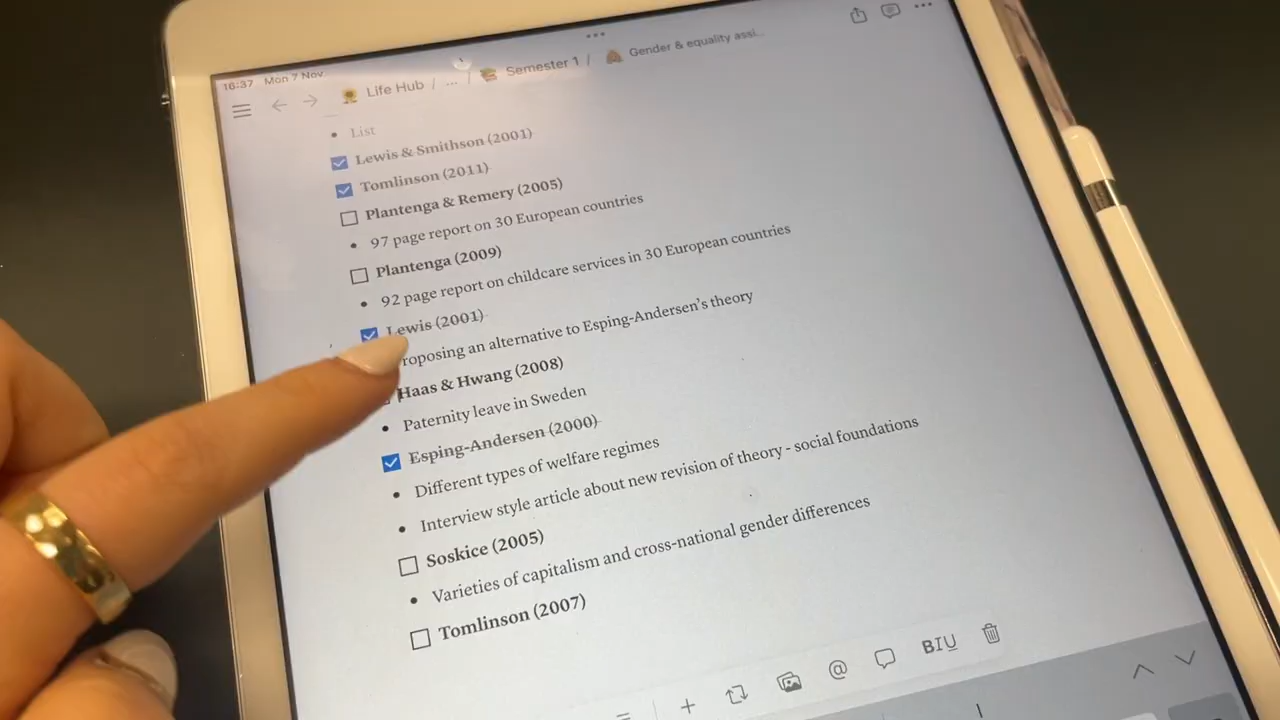 16:37 Mon 7 Nov
Life Hub / ... / Semester 1 / Gender & equality assi...
• List
Lewis & Smithson (2001)
Tomlinson (2011)
Plantenga & Remery (2005)
• 97 page report on 30 European countries
Plantenga (2009)
• 92 page report on childcare services in 30 European countries
Lewis (2001)
roposing an alternative to Esping-Andersen's theory
Haas & Hwang (2008)
• Paternity leave in Sweden
Esping-Andersen (2000)
• Different types of welfare regimes
• Interview style article about new revision of theory - social foundations
Soskice (2005)
• Varieties of capitalism and cross-national gender differences
Tomlinson (2007)
+ @ BIU